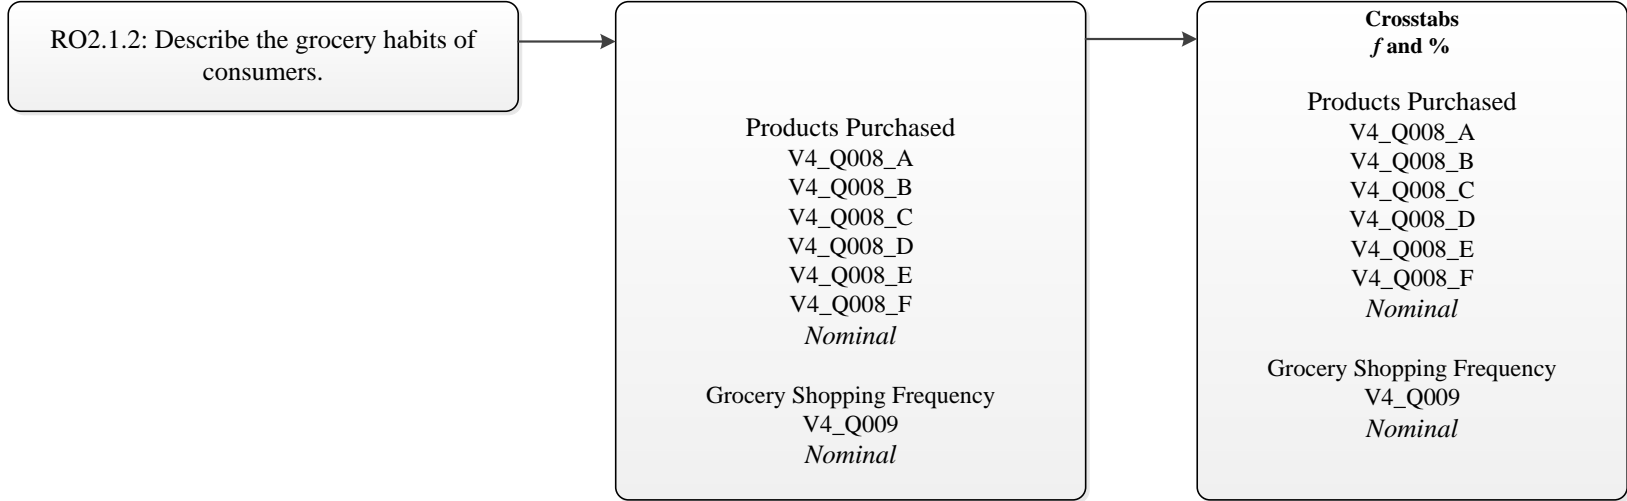 RO2.1.2: Describe the grocery habits of
consumers.
Products Purchased
V4_Q008_A
V4_Q008_B
V4_Q008_C
V4_Q008_D
V4_Q008_E
V4_Q008_F
Nominal
Grocery Shopping Frequency
V4_Q009
Nominal
Crosstabs
f and %
Products Purchased
V4_Q008_A
V4_Q008_B
V4_Q008_C
V4_Q008_D
V4_Q008_E
V4_Q008_F
Nominal
Grocery Shopping Frequency
V4_Q009
Nominal